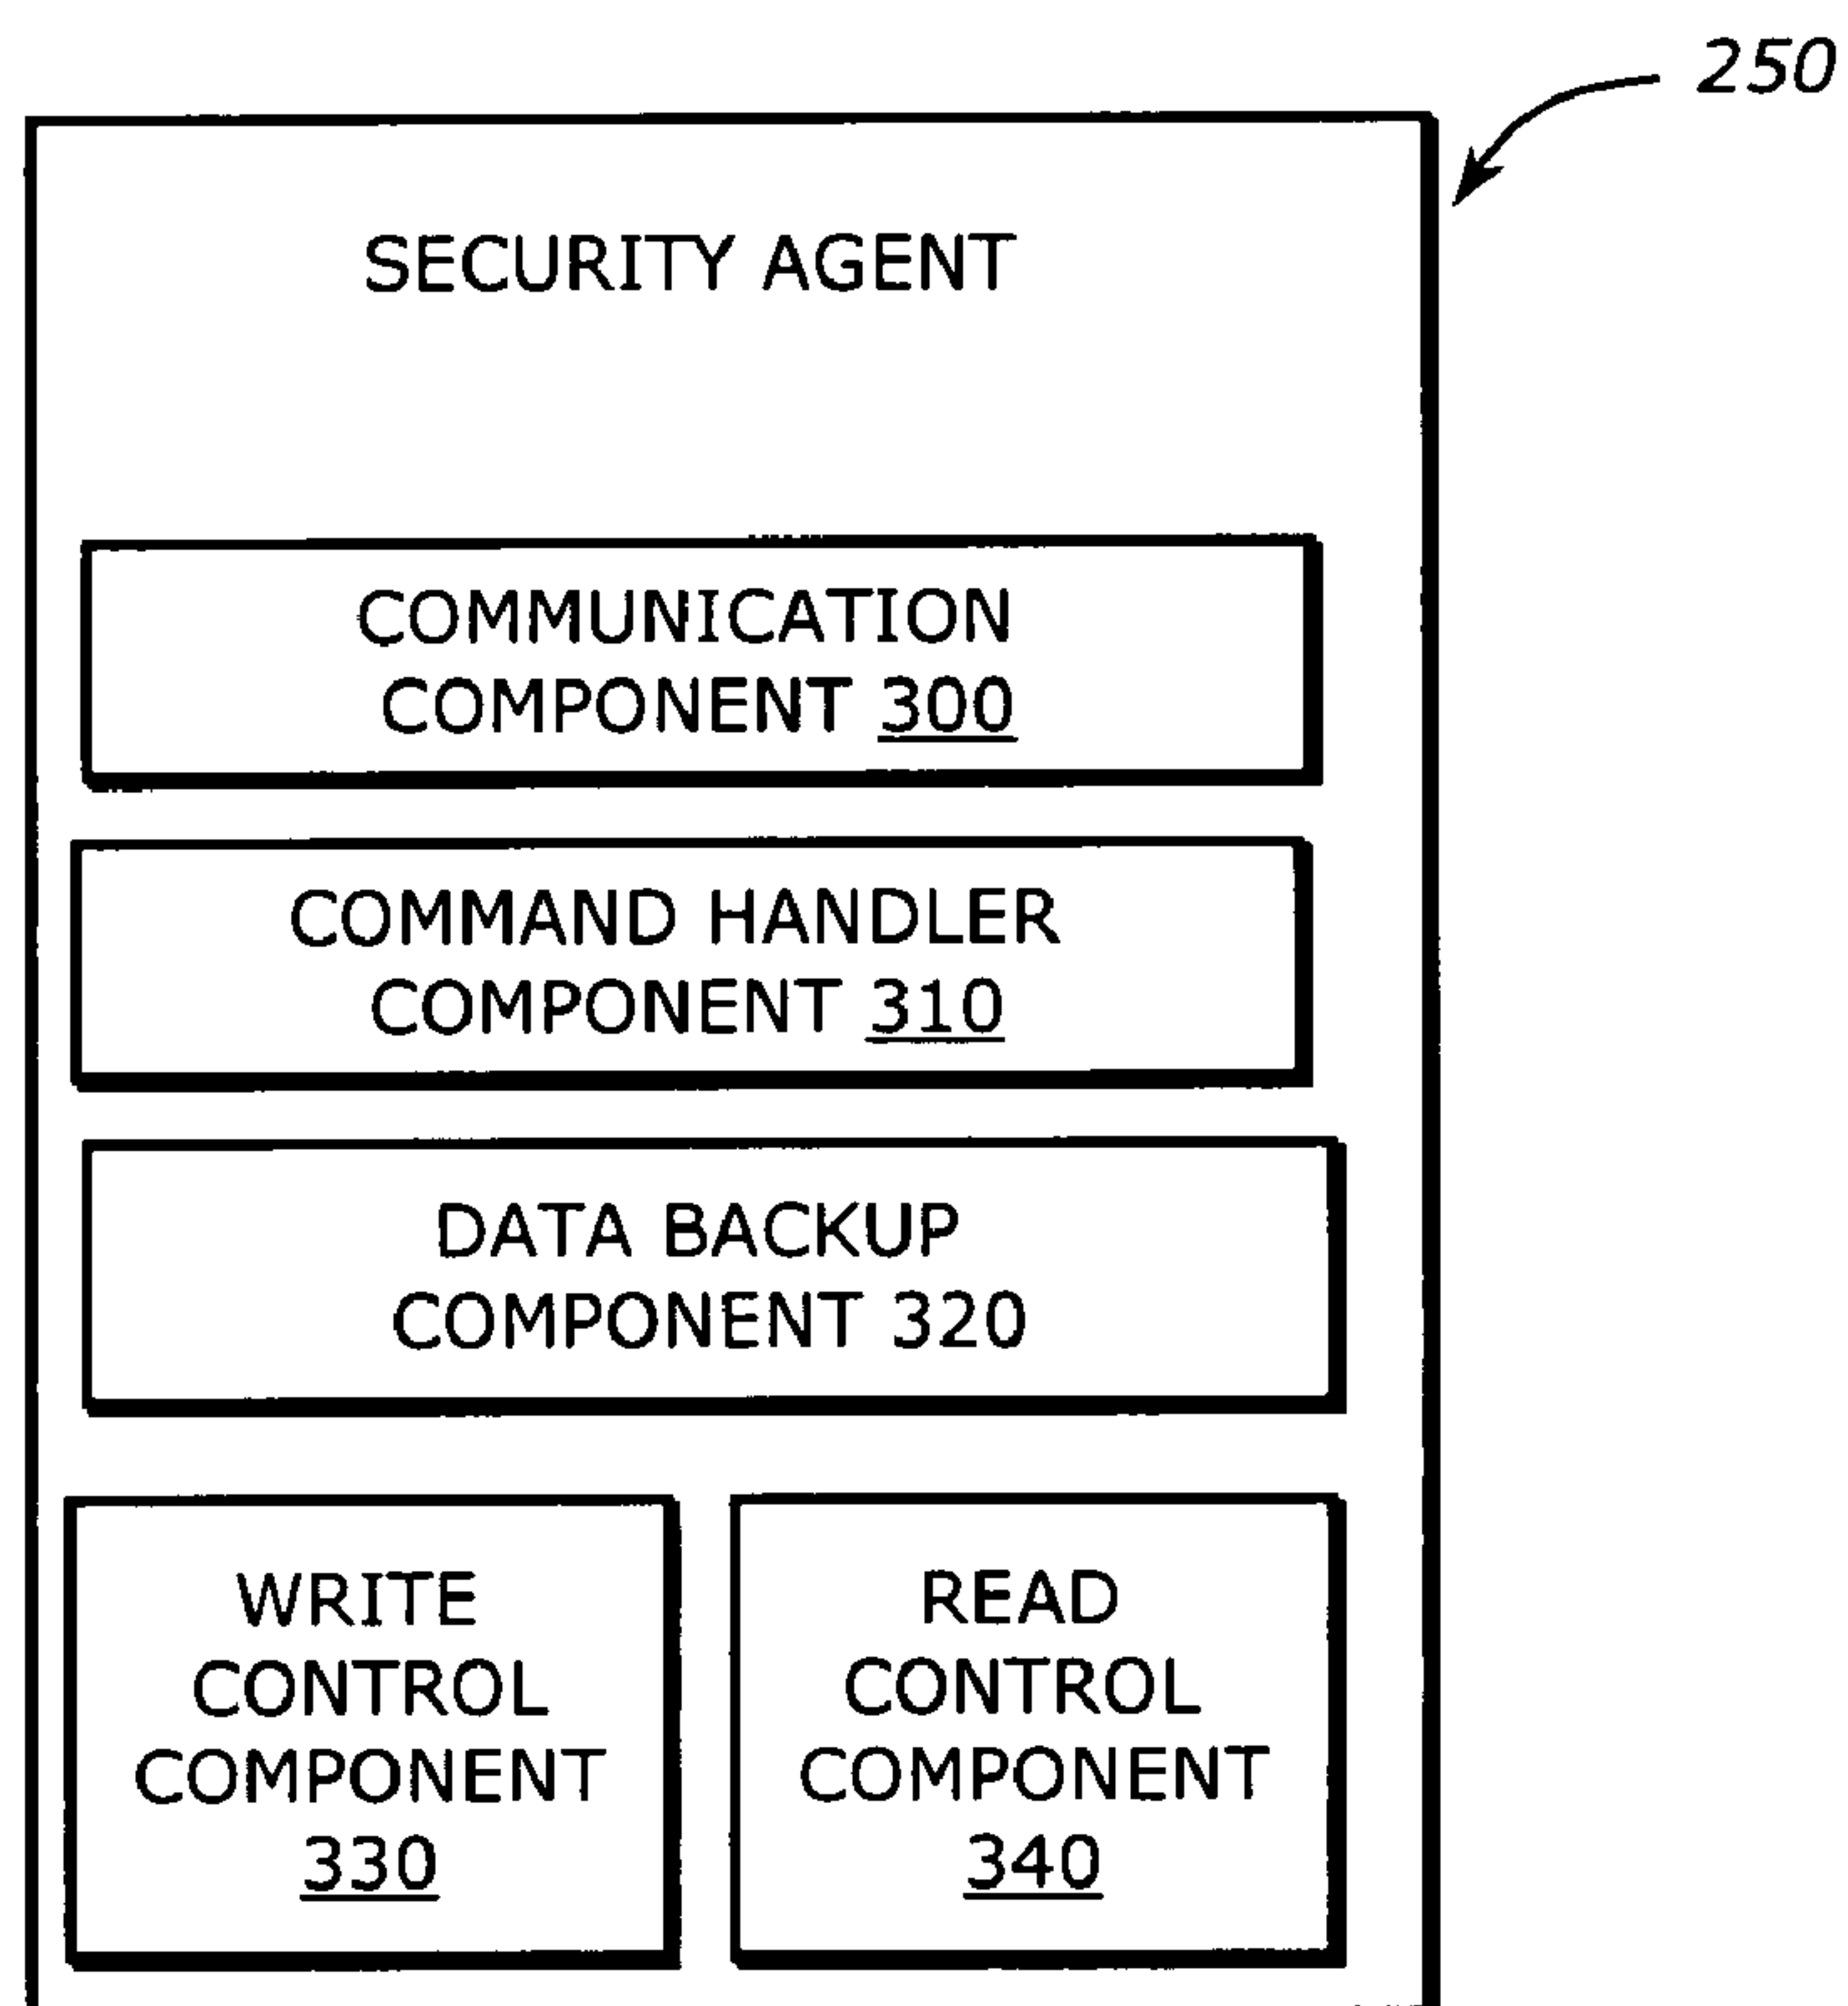 250
SECURITY AGENT
COMMUNICATION
COMPONENT 300
COMMAND HANDLER
COMPONENT 310
DATA BACKUP
COMPONENT 320
WRITE
CONTROL
COMPONENT
330
READ
CONTROL
COMPONENT
340